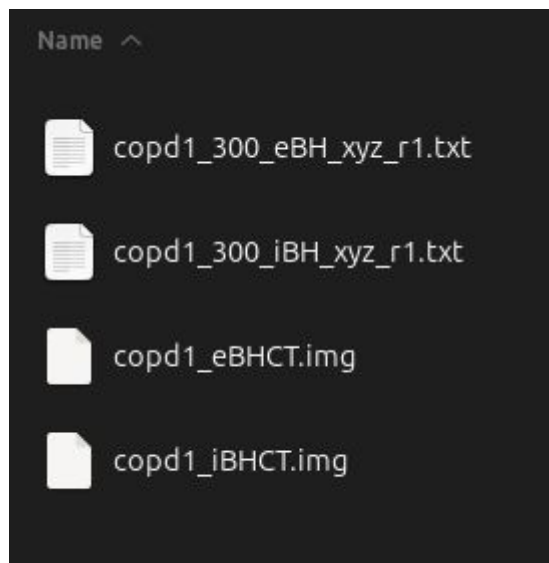 Name
copd1_300_eBH_xyz_r1.txt
copd1_300_iBH_xyz_r1.txt
copd1_eBHCT.img
copd1_iBHCT.img